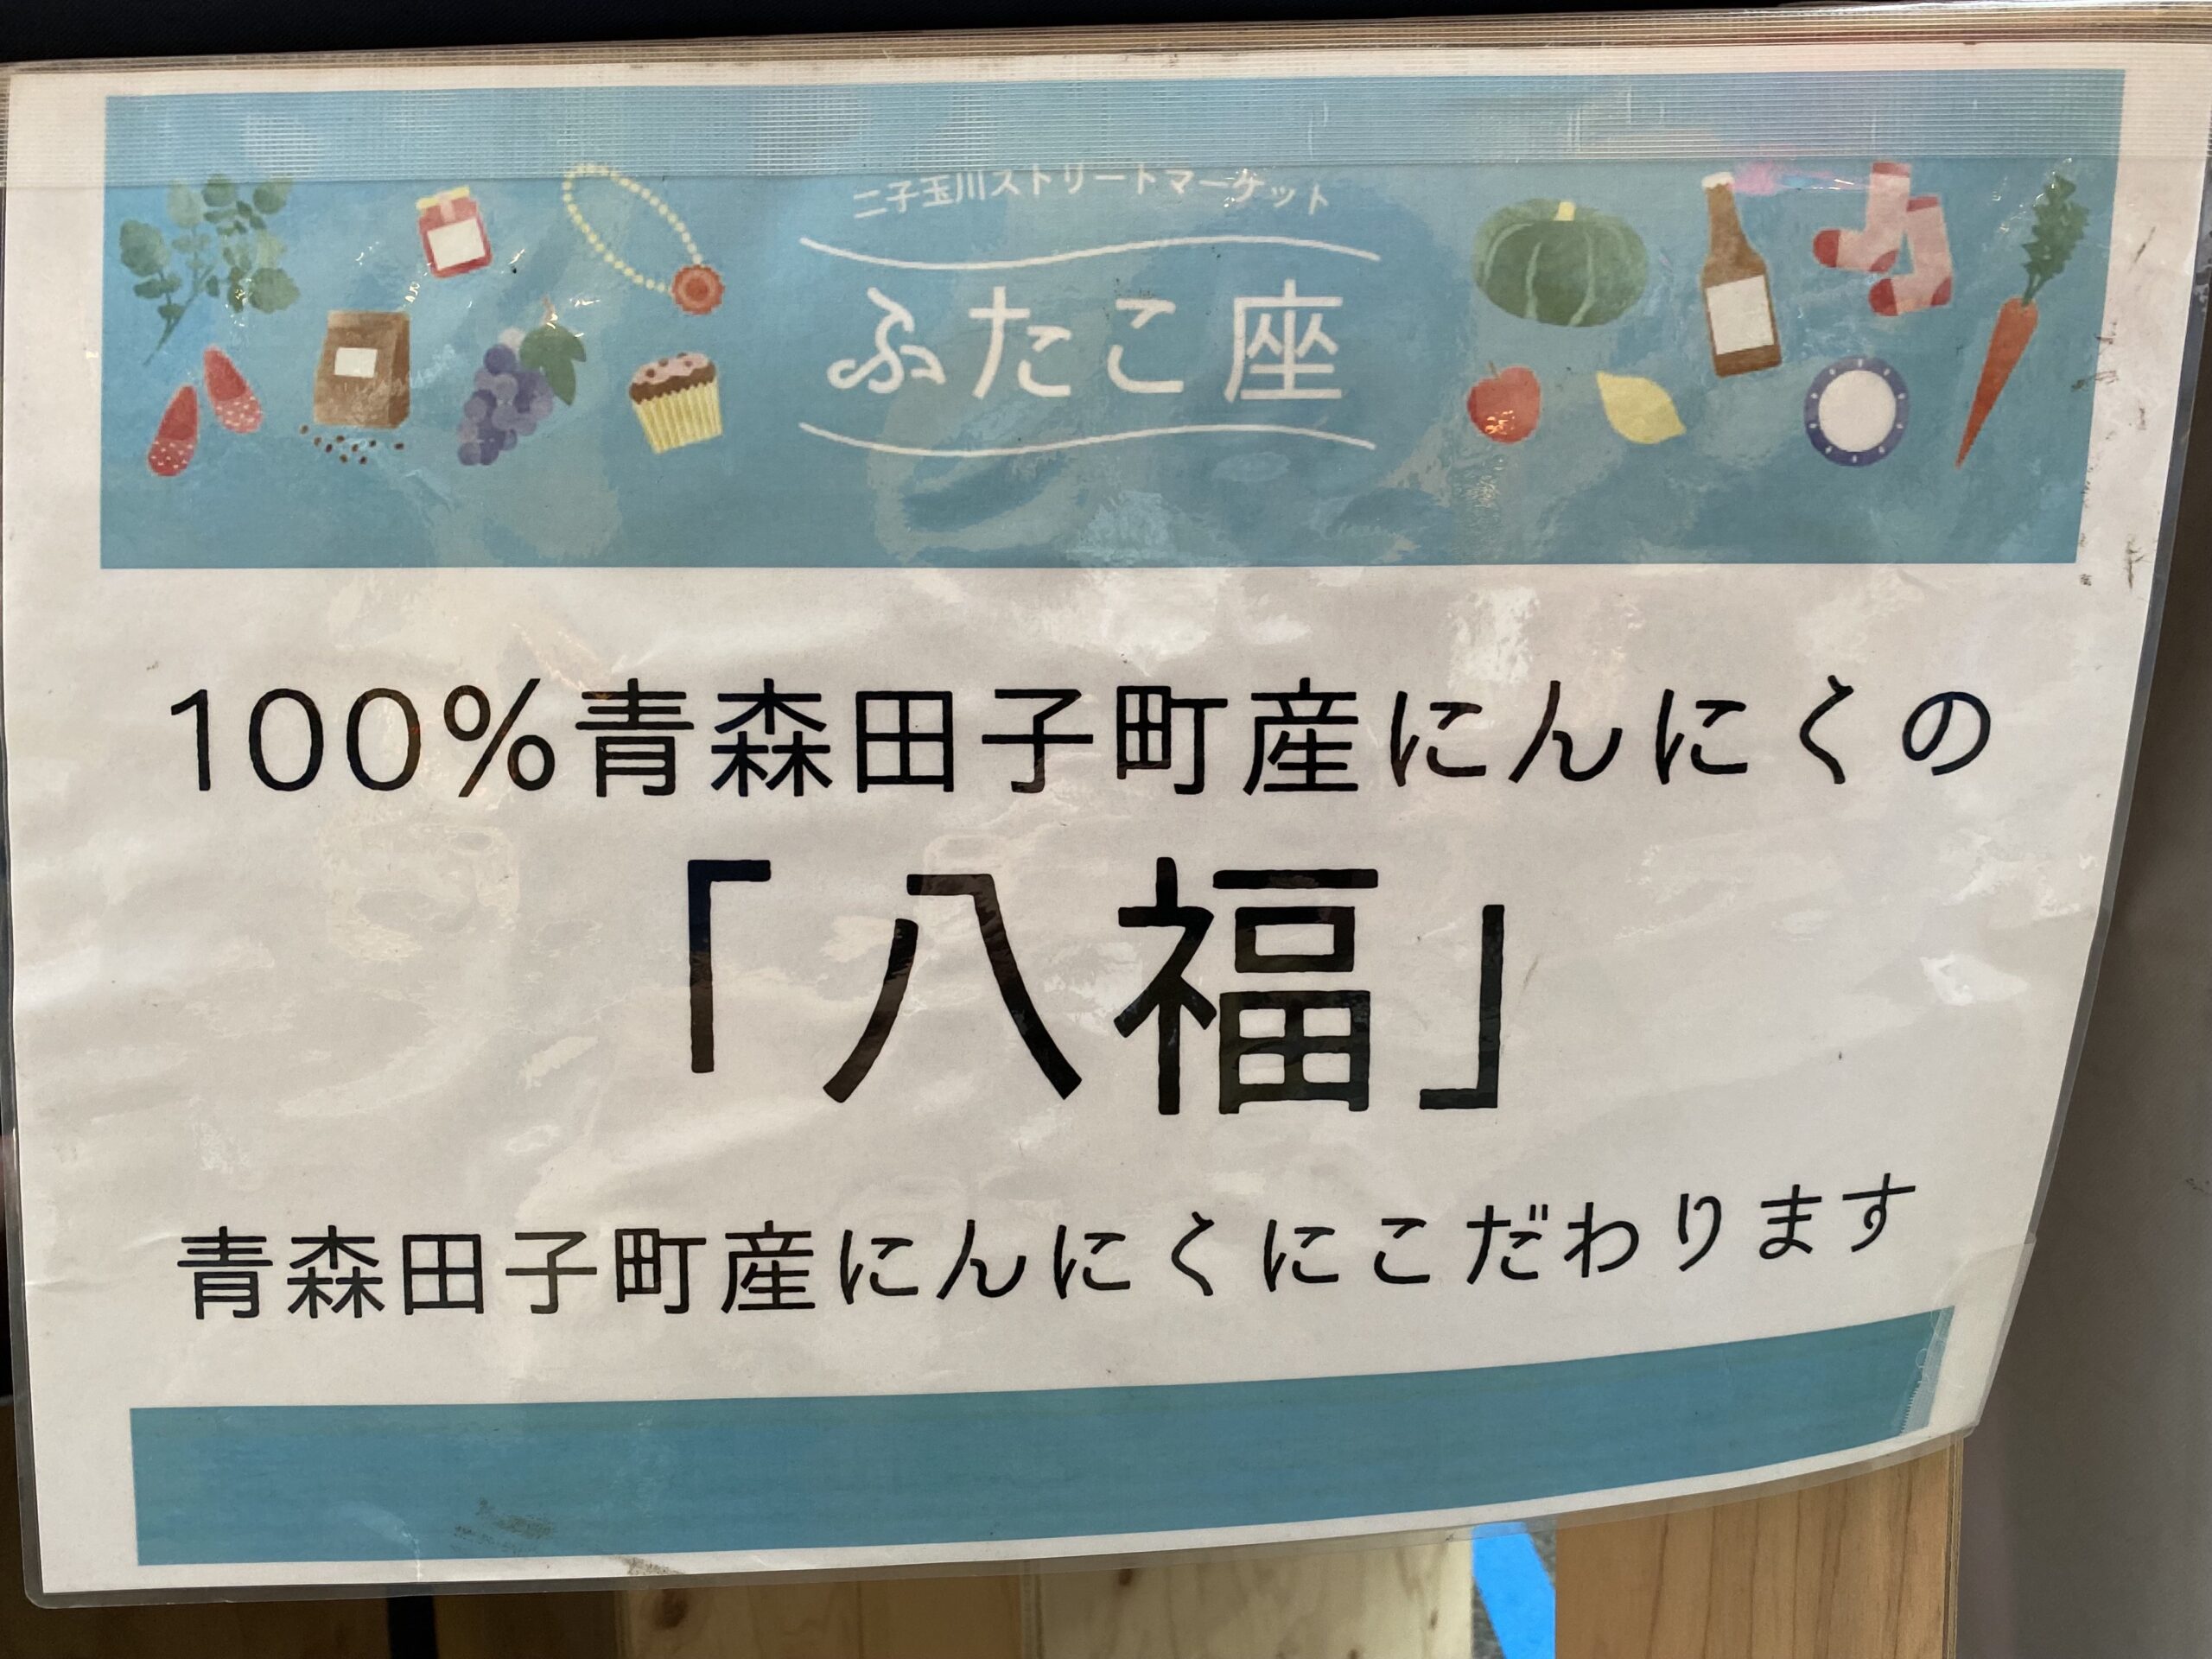 二子玉川ストリートマーケット
ふたこ座
100%青森田子町産にんにくの
「八福」
青森田子町産にんにくにこだわります